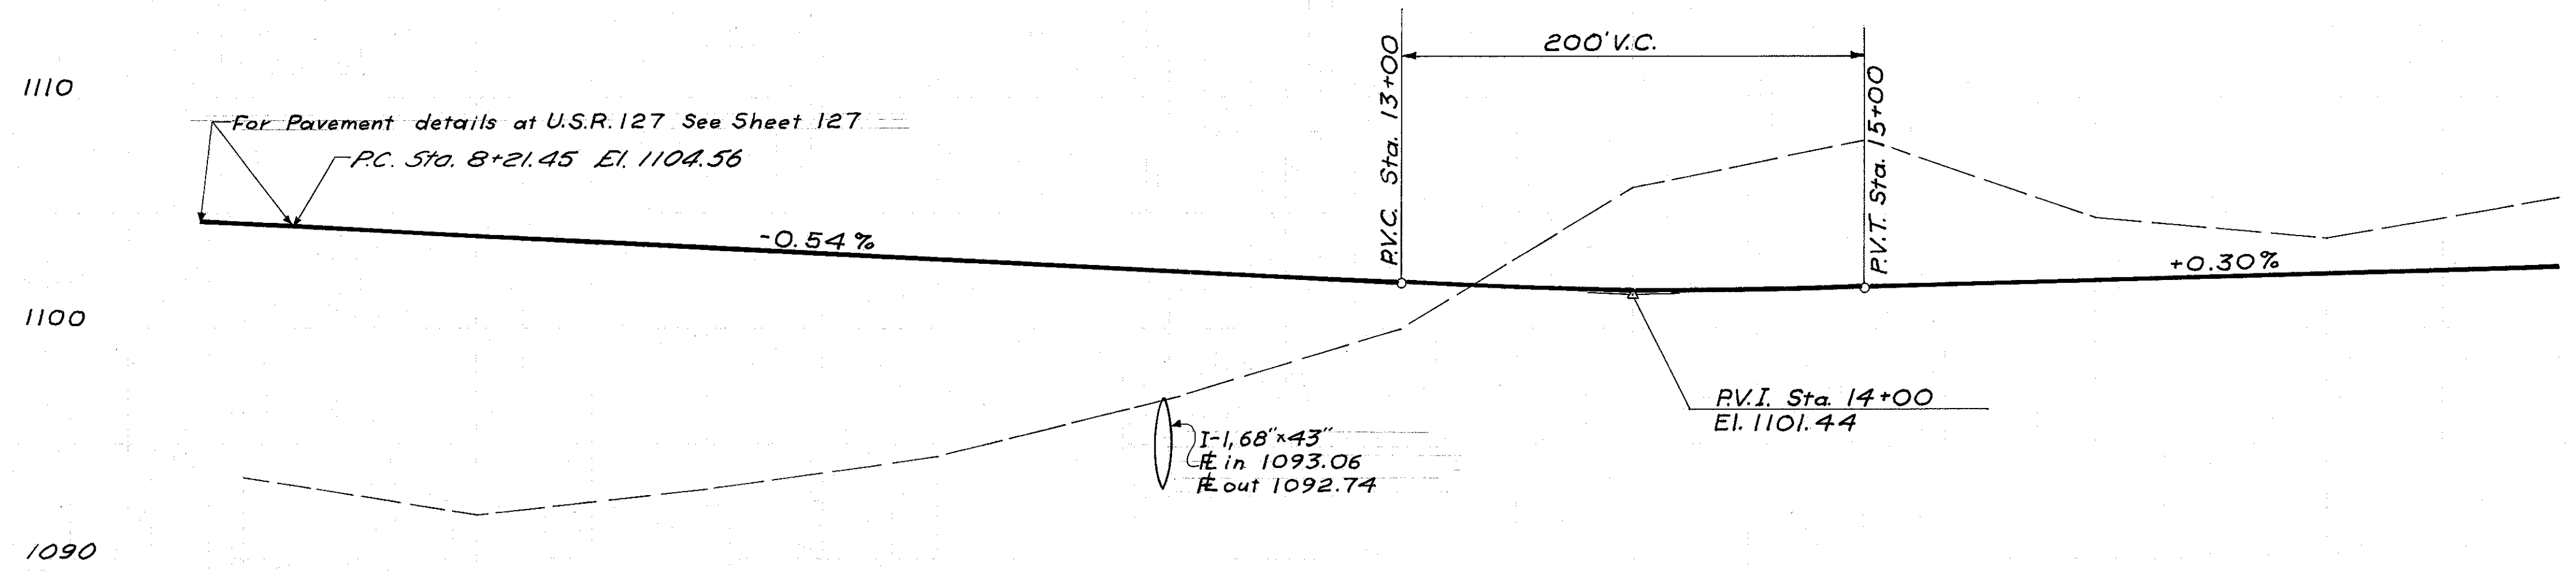 200' V.C.
1110
For Pavement details at U.S.R. 127 See Sheet 127
P.C. Sta. 8+21.45 El. 1104.56
P.V.C. Sta. 13+00
P.V.T. Sta. 15+00
-0.54 %
+0.30%
1100
P.V.I. Sta. 14+00
El. 1101.44
I-1, 68"x43"
in 1093.06
out 1092.74
1090